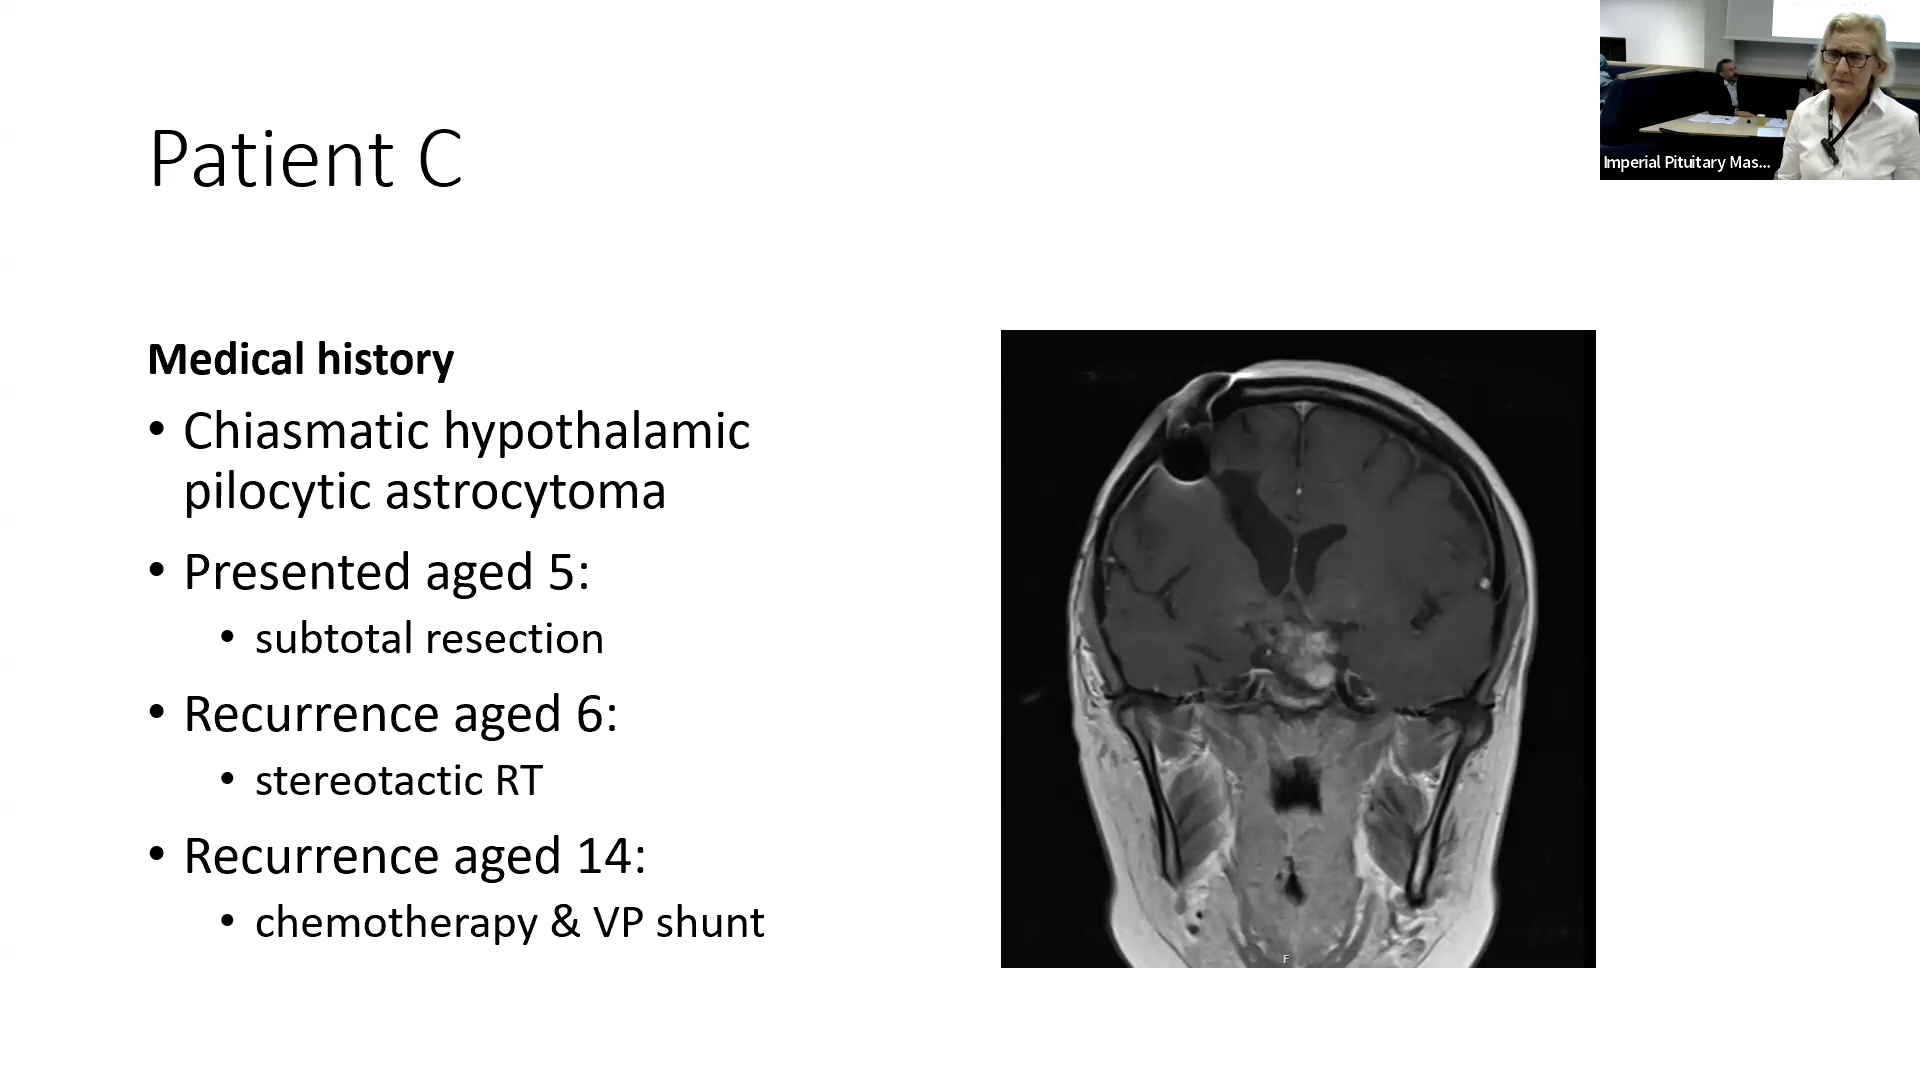 Patient C
Imperial Pituitary Mas...
Medical history
• Chiasmatic hypothalamic
pilocytic astrocytoma
• Presented aged 5:
• subtotal resection
• Recurrence aged 6:
• stereotactic RT
• Recurrence aged 14:
• chemotherapy & VP shunt
F